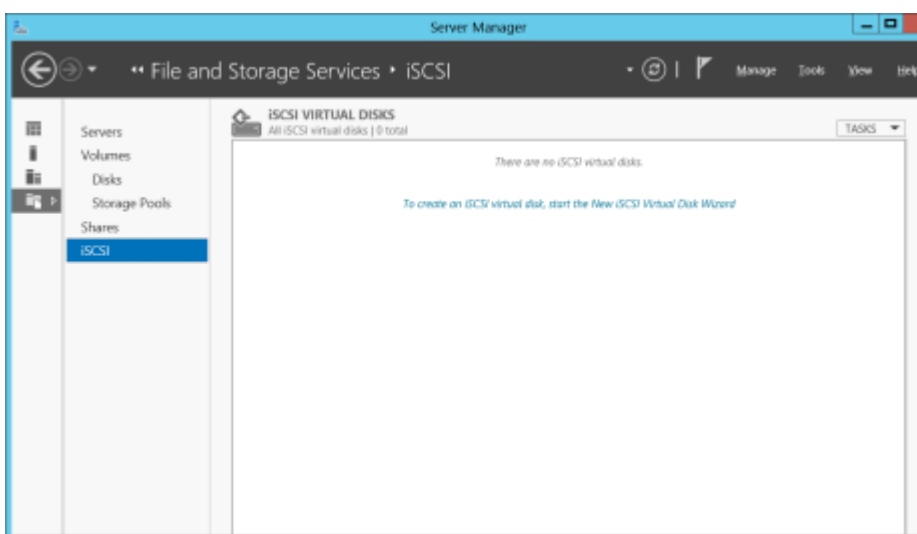 Server Manager
File and Storage Services • iSCSI
Manage Tools View Help
Servers
Volumes
Disks
Storage Pools
Shares
iSCSI
iSCSI VIRTUAL DISKS
All iSCSI virtual disks | 0 total
TASKS
There are no iSCSI virtual disks.
To create an iSCSI virtual disk, start the New iSCSI Virtual Disk Wizard